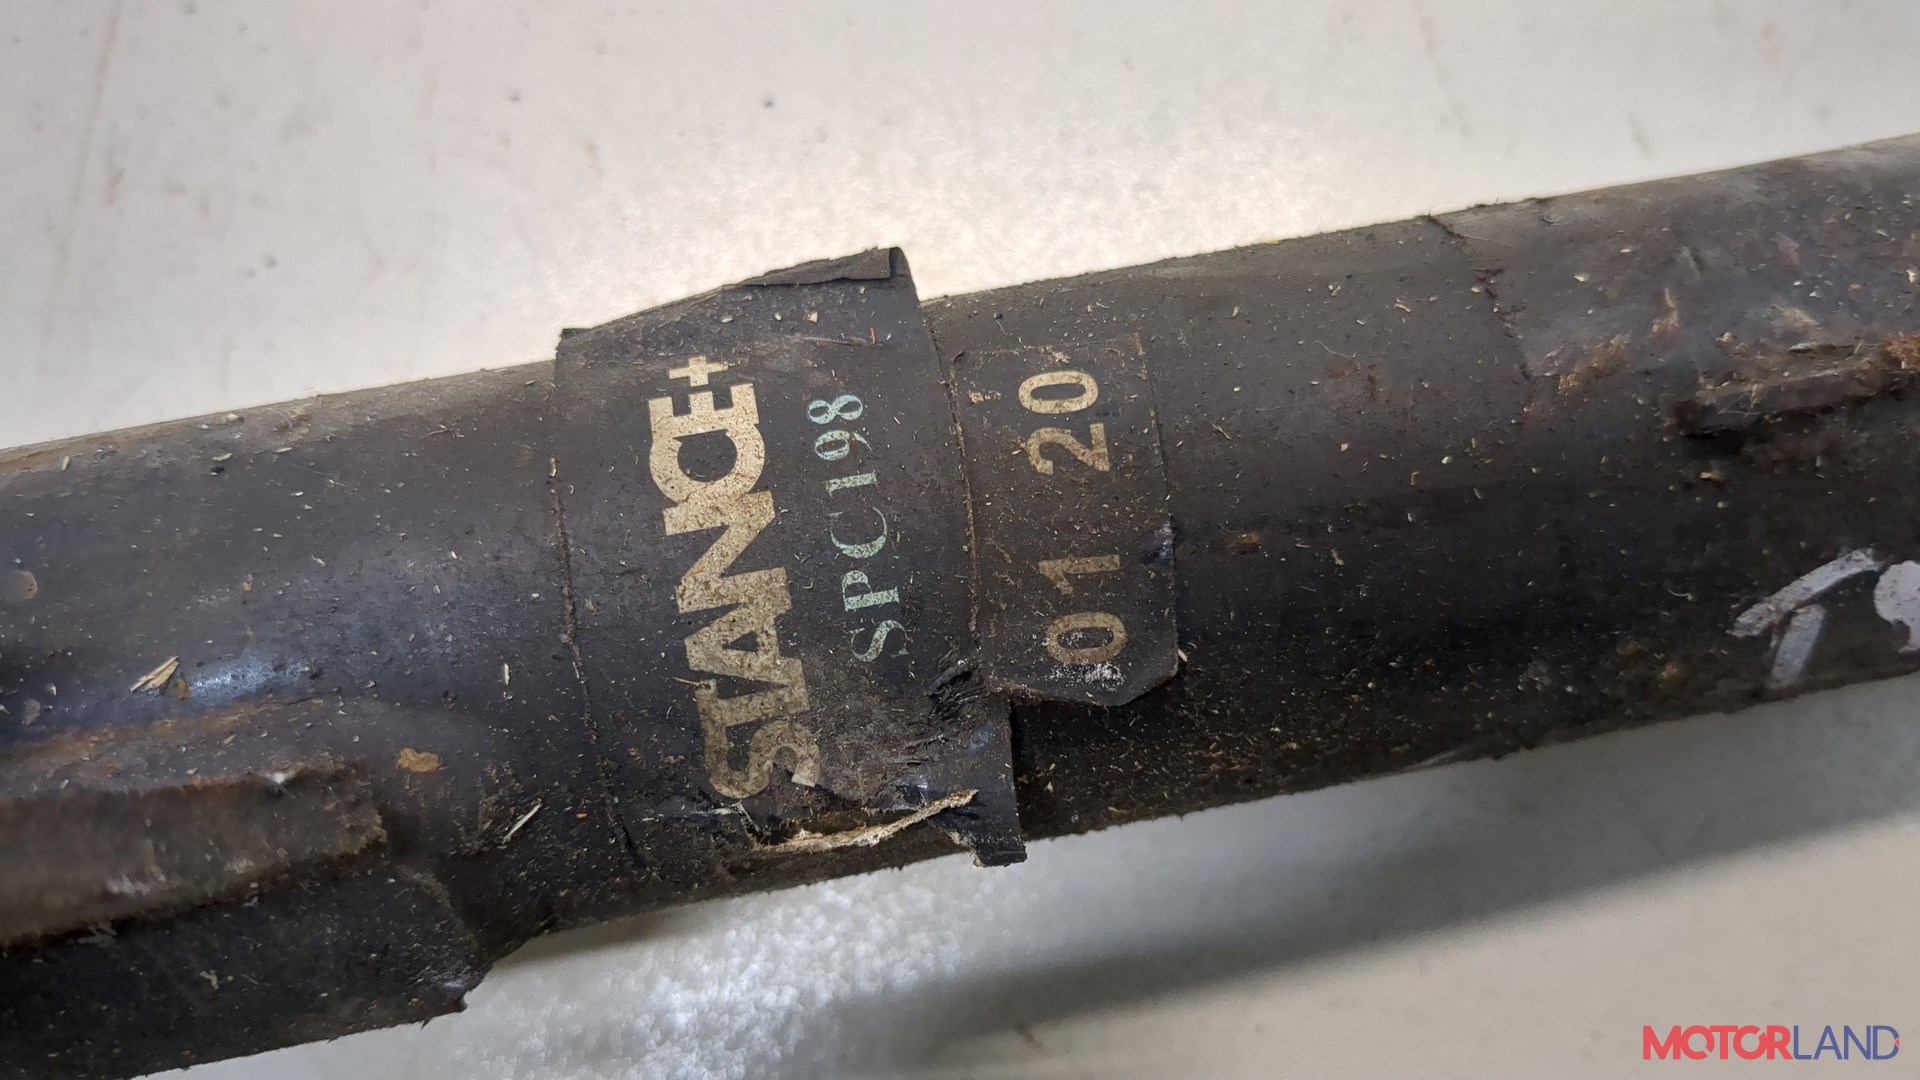 STANCE+
SPC198
01 20
MOTORLAND